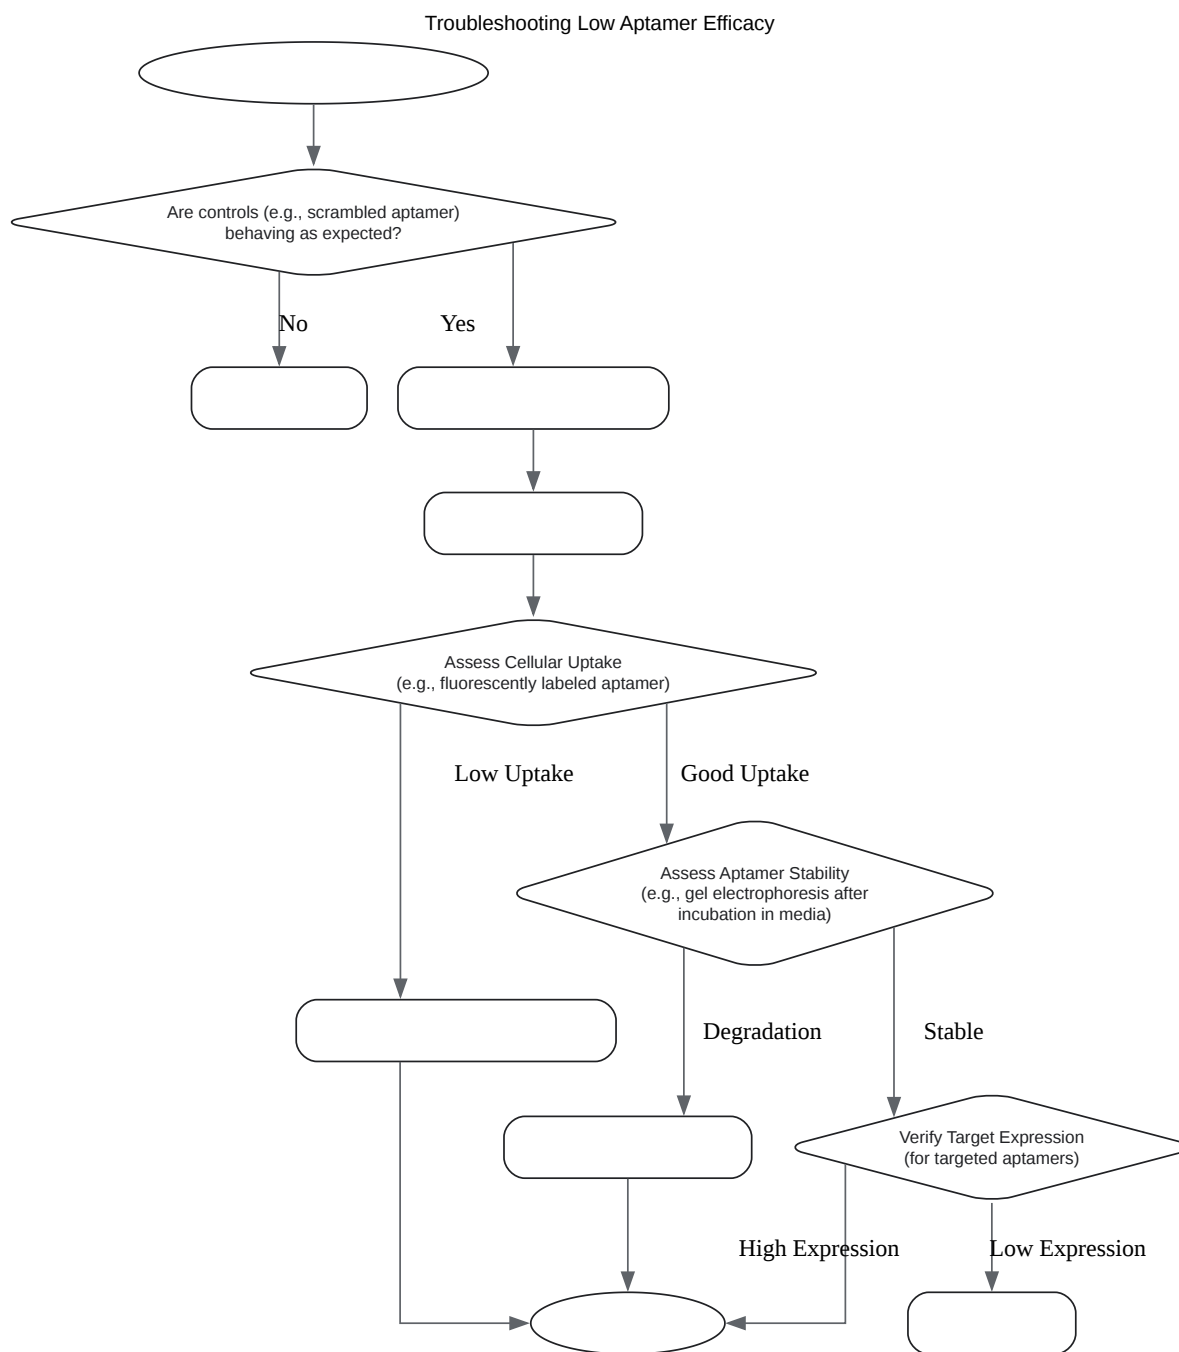 Troubleshooting Low Aptamer Efficacy
Are controls (e.g., scrambled aptamer)
behaving as expected?
No
Yes
Assess Cellular Uptake
(e.g., fluorescently labeled aptamer)
Low Uptake
Good Uptake
Assess Aptamer Stability
(e.g., gel electrophoresis after
incubation in media)
Degradation
Stable
Verify Target Expression
(for targeted aptamers)
High Expression
Low Expression